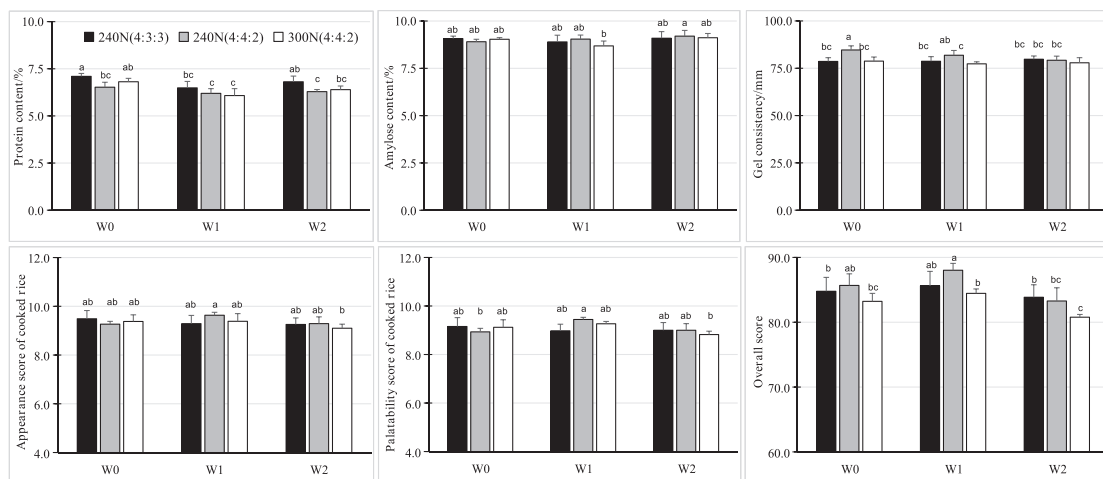 10.0
7.5
5.0
2.5
0.0
Protein content/%
240N(4:3:3) 240N(4:4:2) 300N(4:4:2)
a bc ab bc c c ab c bc
W0 W1 W2
10.0
7.5
5.0
2.5
0.0
Amylose content/%
ab ab ab ab ab b ab a ab
W0 W1 W2
100.0
75.0
50.0
25.0
0.0
Gel consistency/mm
bc a bc bc ab c bc bc bc
W0 W1 W2
12.0
10.0
8.0
6.0
4.0
Appearance score of cooked rice
ab ab ab ab a ab ab ab b
W0 W1 W2
12.0
10.0
8.0
6.0
4.0
Palatability score of cooked rice
ab b ab ab a ab ab ab b
W0 W1 W2
90.0
80.0
70.0
60.0
Overall score
b ab bc ab a b b bc c
W0 W1 W2